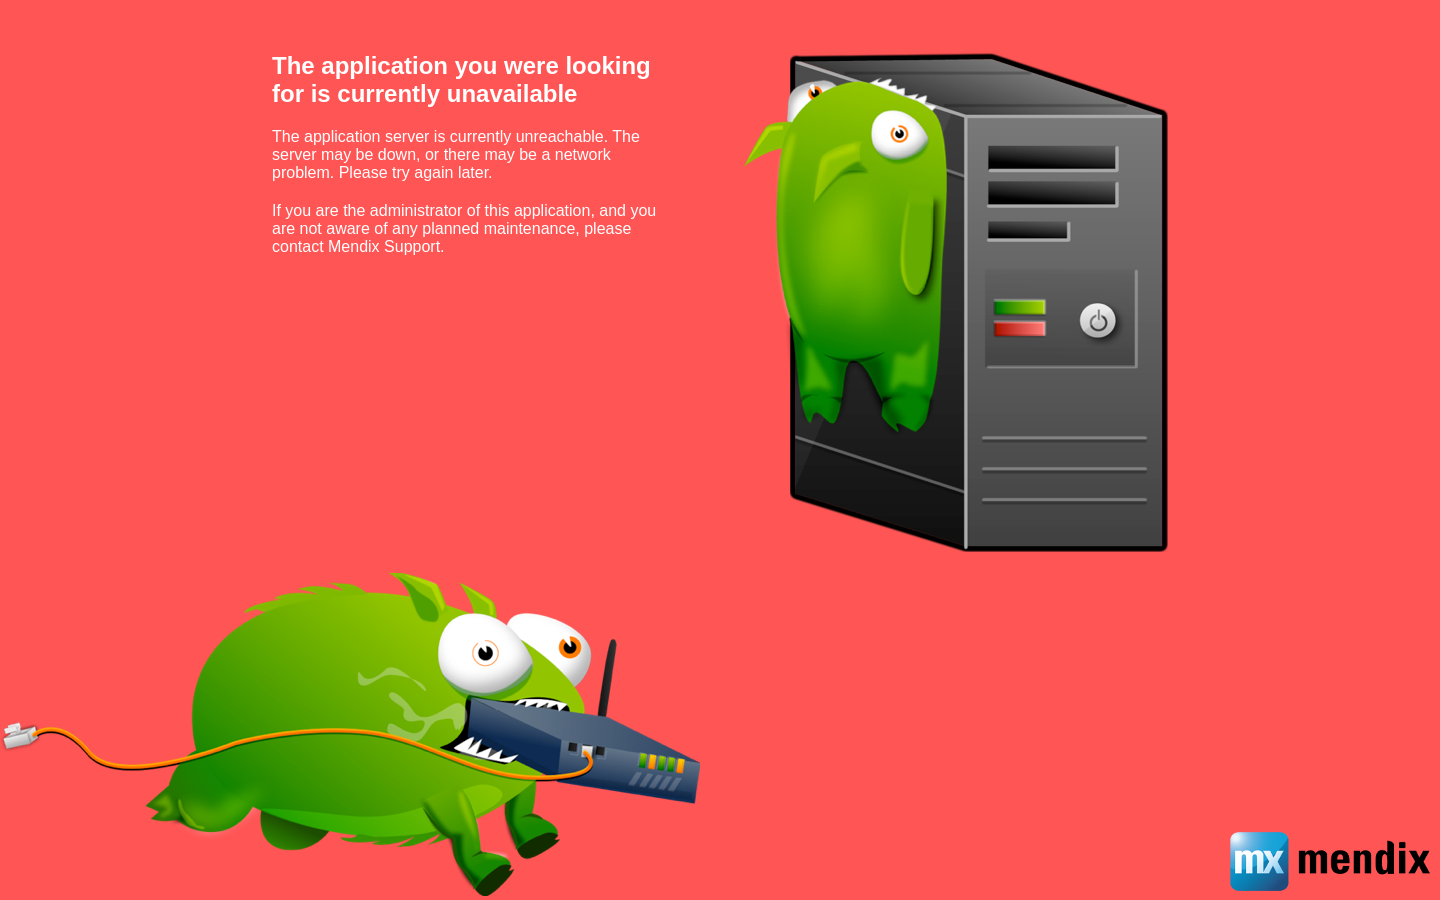 The application you were looking
for is currently unavailable
The application server is currently unreachable. The
server may be down, or there may be a network
problem. Please try again later.
If you are the administrator of this application, and you
are not aware of any planned maintenance, please
contact Mendix Support.
mx mendix